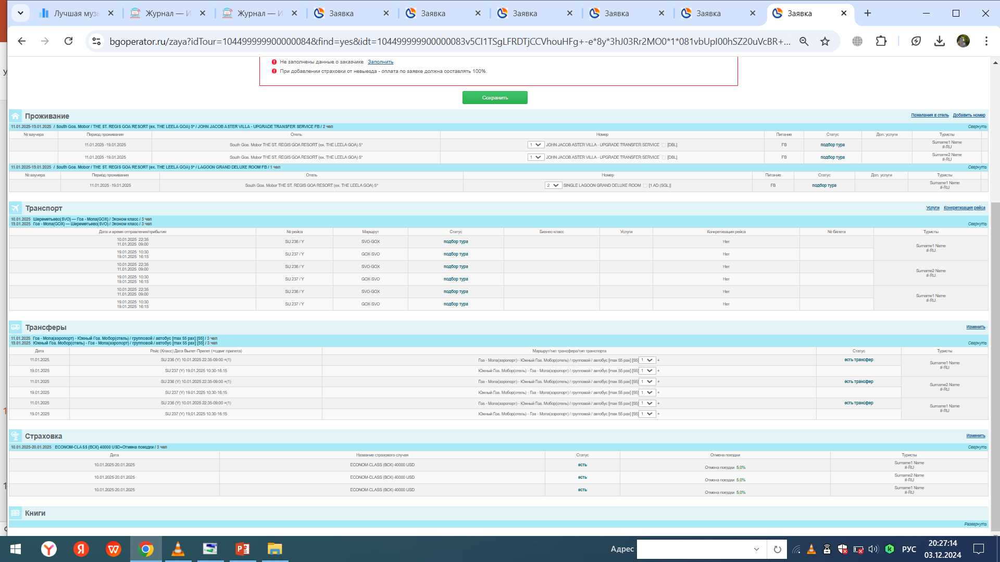 Лучшая муз
Журнал — И
Журнал — И
Заявка
Заявка
Заявка
Заявка
Заявка
Заявка
bgoperator.ru/zaya?idTour=1044999999000000084&find=yes&idt=104499999900000083v5CI1TSgLFRDTjCCVhouHFg+-e*8y*3hJ03Rr2MO0*1*081vbUpI00hSZ20uVcBR+...
Не заполнены данные о заказчике Заполнить
При добавлении страховки от невыезда - оплата по заявке должна составлять 100%.
Сохранить
Проживание Пожелания в отель Добавить номер
11.01.2025-19.01.2025 / South Goa. Mobor / THE ST. REGIS GOA RESORT (ex. THE LEELA GOA) 5* / JOHN JACOB ASTER VILLA - UPGRADE TRANSFER SERVICE FB / 2 чел Свернуть
№ ваучера Период проживания Отель Номер Питание Статус Доп. услуги Туристы
11.01.2025 -19.01.2025 South Goa. Mobor THE ST. REGIS GOA RESORT (ex. THE LEELA GOA) 5* 1 JOHN JACOB ASTER VILLA - UPGRADE TRANSFER SERVICE [DBL] FB подбор тура Surname1 Name
#-RU
11.01.2025 -19.01.2025 South Goa. Mobor THE ST. REGIS GOA RESORT (ex. THE LEELA GOA) 5* 1 JOHN JACOB ASTER VILLA - UPGRADE TRANSFER SERVICE [DBL] FB подбор тура Surname2 Name
#-RU
11.01.2025-19.01.2025 / South Goa. Mobor / THE ST. REGIS GOA RESORT (ex. THE LEELA GOA) 5* / LAGOON GRAND DELUXE ROOM FB / 1 чел Свернуть
№ ваучера Период проживания Отель Номер Питание Статус Доп. услуги Туристы
11.01.2025 -19.01.2025 South Goa. Mobor THE ST. REGIS GOA RESORT (ex. THE LEELA GOA) 5* 2 SINGLE LAGOON GRAND DELUXE ROOM [1 AD (SGL)] FB подбор тура Surname1 Name
#-RU
Транспорт Услуги Конкретизация рейса
10.01.2025 Шереметьево(SVO) — Гоа - Мопа(GOX) / Эконом класс / 3 чел
19.01.2025 Гоа - Мопа(GOX) — Шереметьево(SVO) / Эконом класс / 3 чел Свернуть
Дата и время отправления/прибытия № рейса Маршрут Статус Бизнес-класс Услуги Конкретизация рейса № билета Туристы
10.01.2025 22:35
11.01.2025 09:00 SU 236 / Y SVO-GOX подбор тура Нет Surname1 Name
#-RU
19.01.2025 10:30
19.01.2025 16:15 SU 237 / Y GOX-SVO подбор тура Нет
10.01.2025 22:35
11.01.2025 09:00 SU 236 / Y SVO-GOX подбор тура Нет Surname2 Name
#-RU
19.01.2025 10:30
19.01.2025 16:15 SU 237 / Y GOX-SVO подбор тура Нет
10.01.2025 22:35
11.01.2025 09:00 SU 236 / Y SVO-GOX подбор тура Нет Surname1 Name
#-RU
19.01.2025 10:30
19.01.2025 16:15 SU 237 / Y GOX-SVO подбор тура Нет
Трансферы Изменить
11.01.2025 Гоа - Мопа(аэропорт) - Южный Гоа. Мобор(отель) / групповой / автобус [max 55 pax] [55] / 3 чел
19.01.2025 Южный Гоа. Мобор(отель) - Гоа - Мопа(аэропорт) / групповой / автобус [max 55 pax] [55] / 3 чел Свернуть
Дата Рейс (Класс) Дата Вылет-Прилет (+сдвиг прилета) Маршрут/тип трансфера/тип транспорта Статус Туристы
11.01.2025 SU 236 (Y) 10.01.2025 22:35-09:00 +(1) Гоа - Мопа(аэропорт) - Южный Гоа. Мобор(отель) / групповой / автобус [max 55 pax] [55] 1 + есть трансфер Surname1 Name
#-RU
19.01.2025 SU 237 (Y) 19.01.2025 10:30-16:15 Южный Гоа. Мобор(отель) - Гоа - Мопа(аэропорт) / групповой / автобус [max 55 pax] [55] 1 +
11.01.2025 SU 236 (Y) 10.01.2025 22:35-09:00 +(1) Гоа - Мопа(аэропорт) - Южный Гоа. Мобор(отель) / групповой / автобус [max 55 pax] [55] 1 + есть трансфер Surname2 Name
#-RU
19.01.2025 SU 237 (Y) 19.01.2025 10:30-16:15 Южный Гоа. Мобор(отель) - Гоа - Мопа(аэропорт) / групповой / автобус [max 55 pax] [55] 1 +
11.01.2025 SU 236 (Y) 10.01.2025 22:35-09:00 +(1) Гоа - Мопа(аэропорт) - Южный Гоа. Мобор(отель) / групповой / автобус [max 55 pax] [55] 1 + есть трансфер Surname1 Name
#-RU
19.01.2025 SU 237 (Y) 19.01.2025 10:30-16:15 Южный Гоа. Мобор(отель) - Гоа - Мопа(аэропорт) / групповой / автобус [max 55 pax] [55] 1 +
Страховка Изменить
10.01.2025-20.01.2025 ECONOM-CLASS (ВСК) 40000 USD+Отмена поездки / 3 чел Свернуть
Дата Название страхового случая Статус Отмена поездки Туристы
10.01.2025-20.01.2025 ECONOM-CLASS (ВСК) 40000 USD есть Отмена поездки 5.0% Surname1 Name
#-RU
10.01.2025-20.01.2025 ECONOM-CLASS (ВСК) 40000 USD есть Отмена поездки 5.0% Surname2 Name
#-RU
10.01.2025-20.01.2025 ECONOM-CLASS (ВСК) 40000 USD есть Отмена поездки 5.0% Surname1 Name
#-RU
Книги
Развернуть
Адрес РУС 20:27:14
03.12.2024